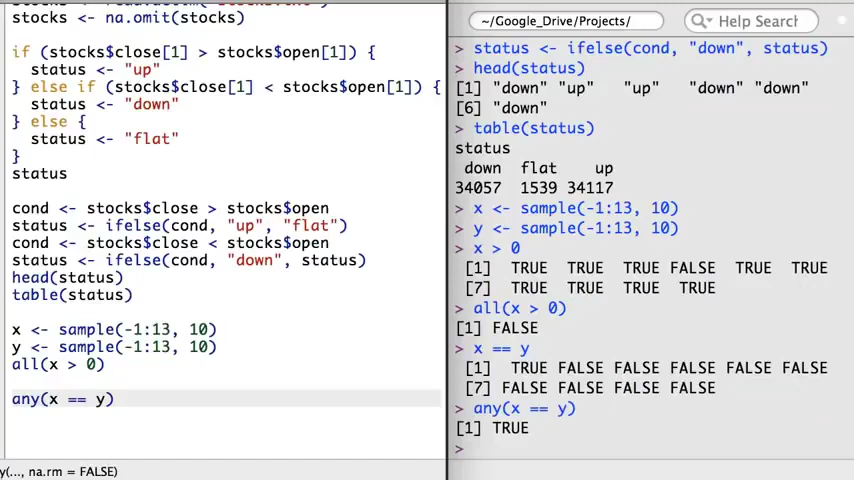 stocks <- na.omit(stocks)
if (stocks$close[1] > stocks$open[1]) {
  status <- "up"
} else if (stocks$close[1] < stocks$open[1]) {
  status <- "down"
} else {
  status <- "flat"
}
status
cond <- stocks$close > stocks$open
status <- ifelse(cond, "up", "flat")
cond <- stocks$close < stocks$open
status <- ifelse(cond, "down", status)
head(status)
table(status)
x <- sample(-1:13, 10)
y <- sample(-1:13, 10)
all(x > 0)
any(x == y)
y(..., na.rm = FALSE)
~/Google_Drive/Projects/
Help Search
> status <- ifelse(cond, "down", status)
> head(status)
[1] "down" "up"   "up"   "down" "down"
[6] "down"
> table(status)
status
 down  flat    up
34057  1539 34117
> x <- sample(-1:13, 10)
> y <- sample(-1:13, 10)
> x > 0
 [1]  TRUE  TRUE  TRUE FALSE  TRUE  TRUE
 [7]  TRUE  TRUE  TRUE  TRUE
> all(x > 0)
[1] FALSE
> x == y
 [1]  TRUE FALSE FALSE FALSE FALSE FALSE
 [7] FALSE FALSE FALSE FALSE
> any(x == y)
[1] TRUE
>